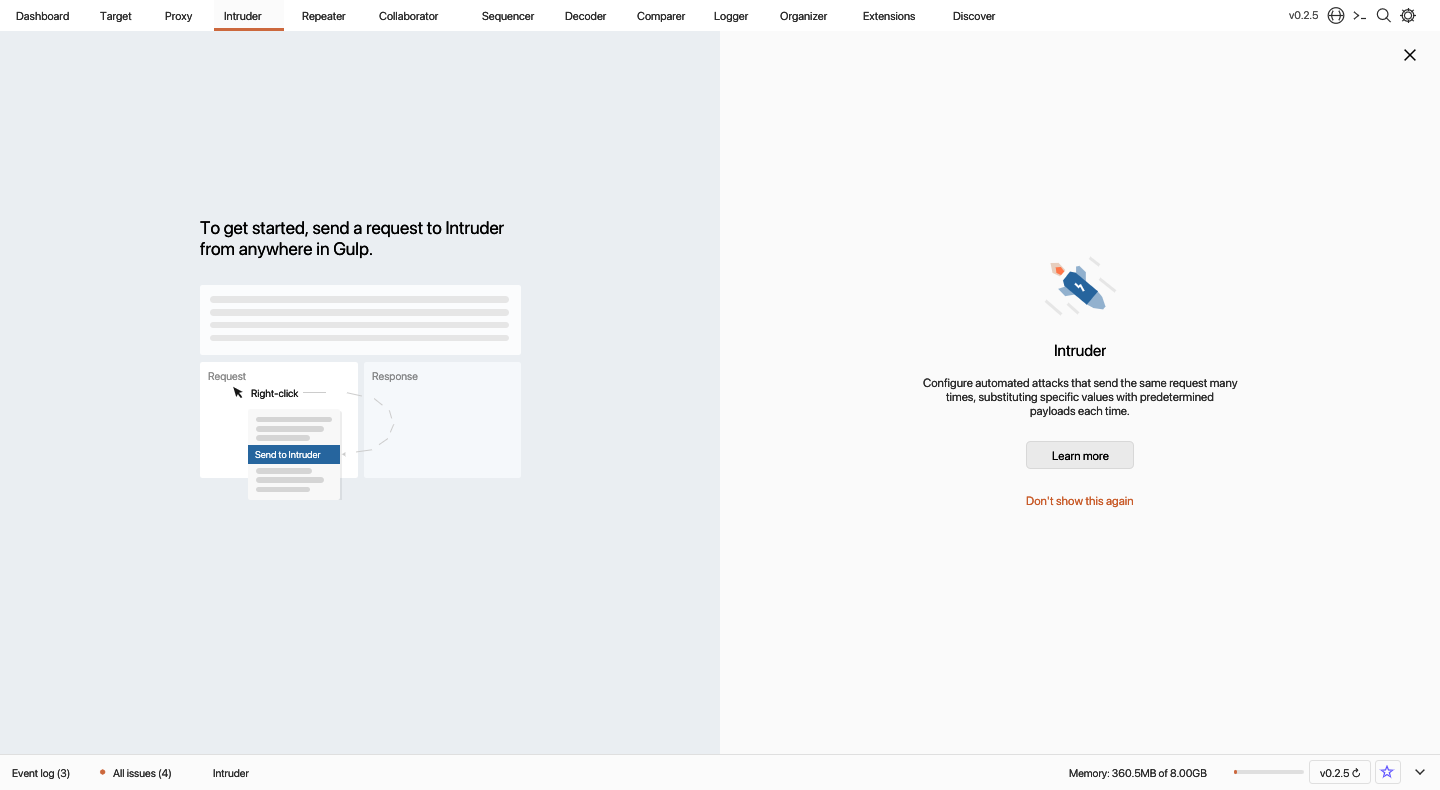 Dashboard Target Proxy Intruder Repeater Collaborator Sequencer Decoder Comparer Logger Organizer Extensions Discover v0.2.5
To get started, send a request to Intruder
from anywhere in Gulp.
Request
Response
Right-click
Send to Intruder
Intruder
Configure automated attacks that send the same request many
times, substituting specific values with predetermined
payloads each time.
Learn more
Don't show this again
Event log (3) All issues (4) Intruder Memory: 360.5MB of 8.00GB v0.2.5